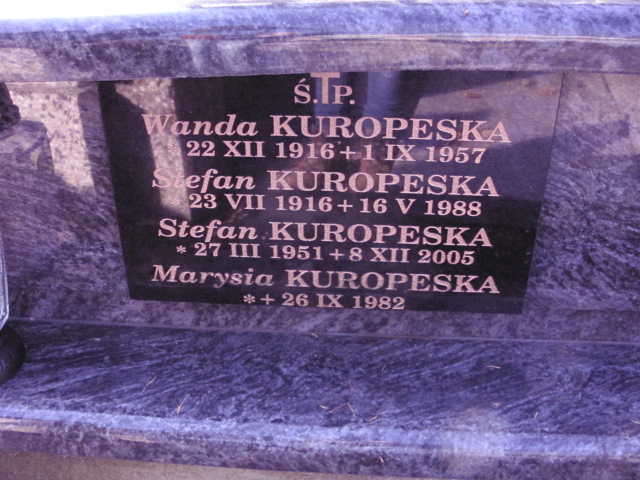 Ś.TP.
Wanda KUROPESKA
22 XII 1916 + 1 IX 1957
Stefan KUROPESKA
* 23 VII 1916 + 16 V 1988
Stefan KUROPESKA
* 27 III 1951 + 8 XII 2005
Marysia KUROPESKA
*+ 26 IX 1982